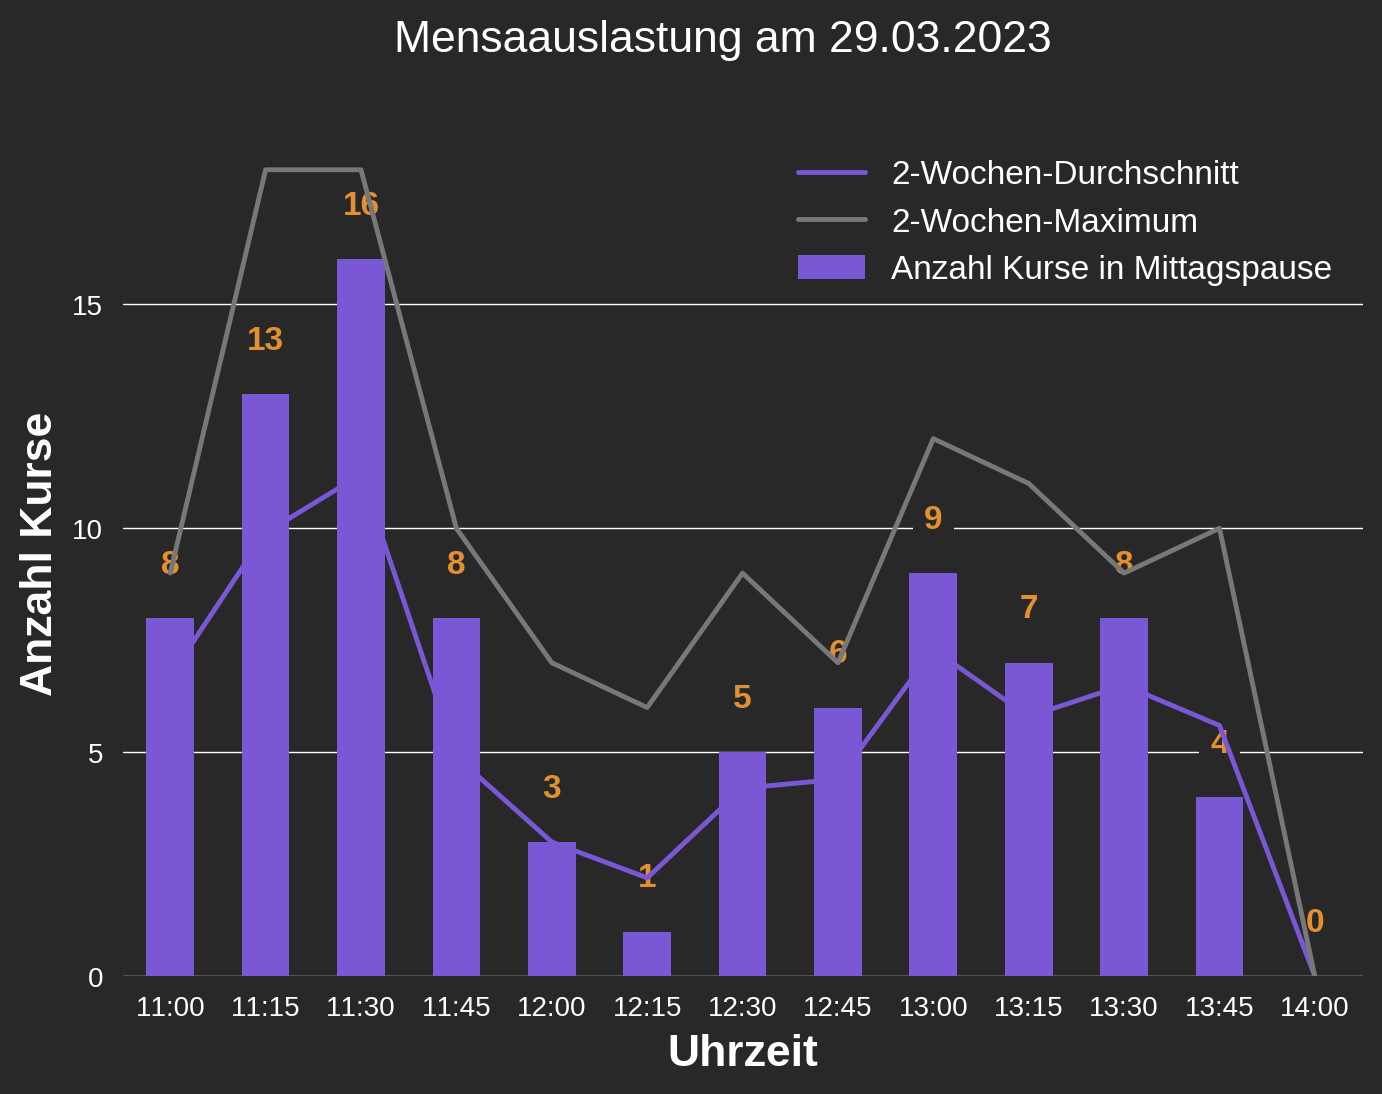 Mensaauslastung am 29.03.2023
2-Wochen-Durchschnitt
2-Wochen-Maximum
Anzahl Kurse in Mittagspause
Anzahl Kurse
15
10
5
0
8
13
16
8
3
1
5
6
9
7
8
4
0
11:00 11:15 11:30 11:45 12:00 12:15 12:30 12:45 13:00 13:15 13:30 13:45 14:00
Uhrzeit